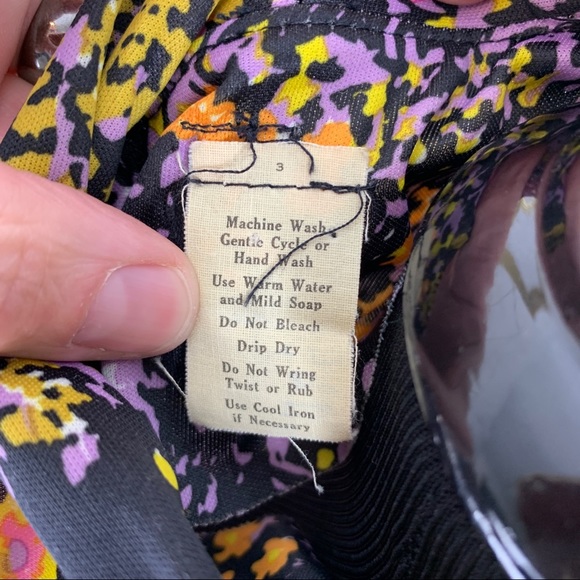 3
Machine Wash
Gentle Cycle or
Hand Wash
Use Warm Water
and Mild Soap
Do Not Bleach
Drip Dry
Do Not Wring
Twist or Rub
Use Cool Iron
if Necessary